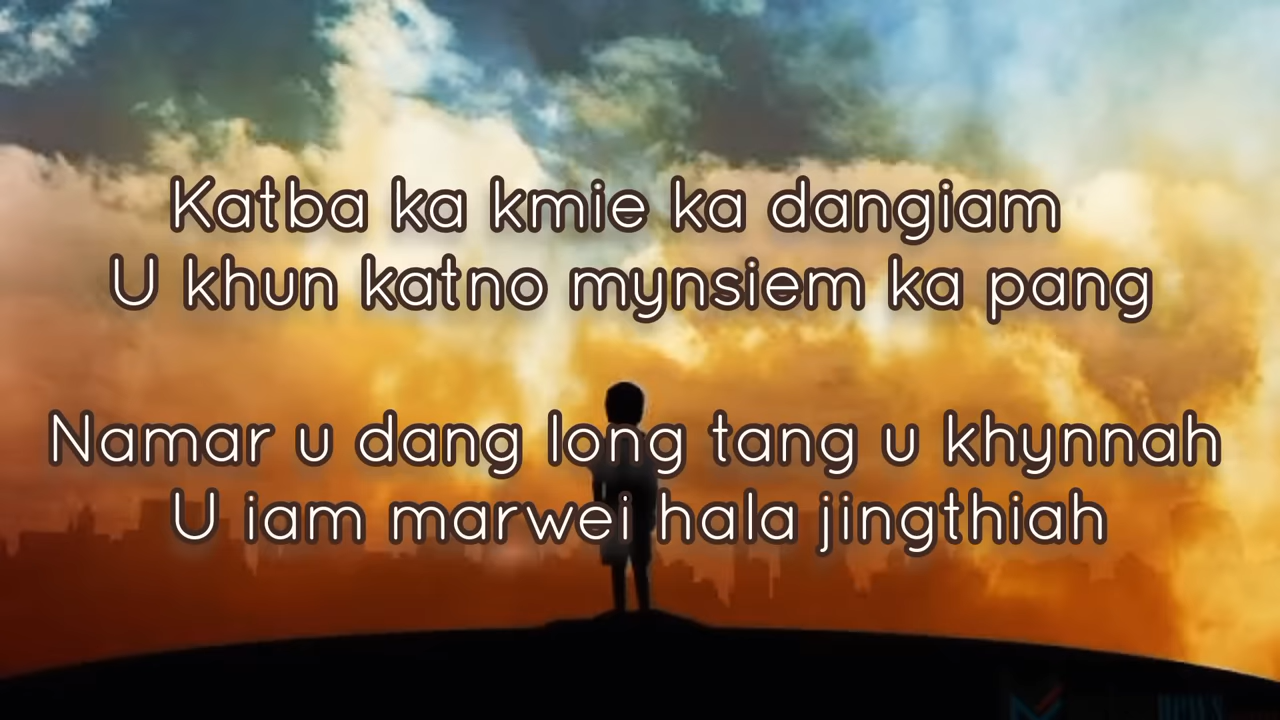 Katba ka kmie ka dangiam
U khun katno mynsiem ka pang
Namar u dang long tang u khynnah
U iam marwei hala jingthiah
news